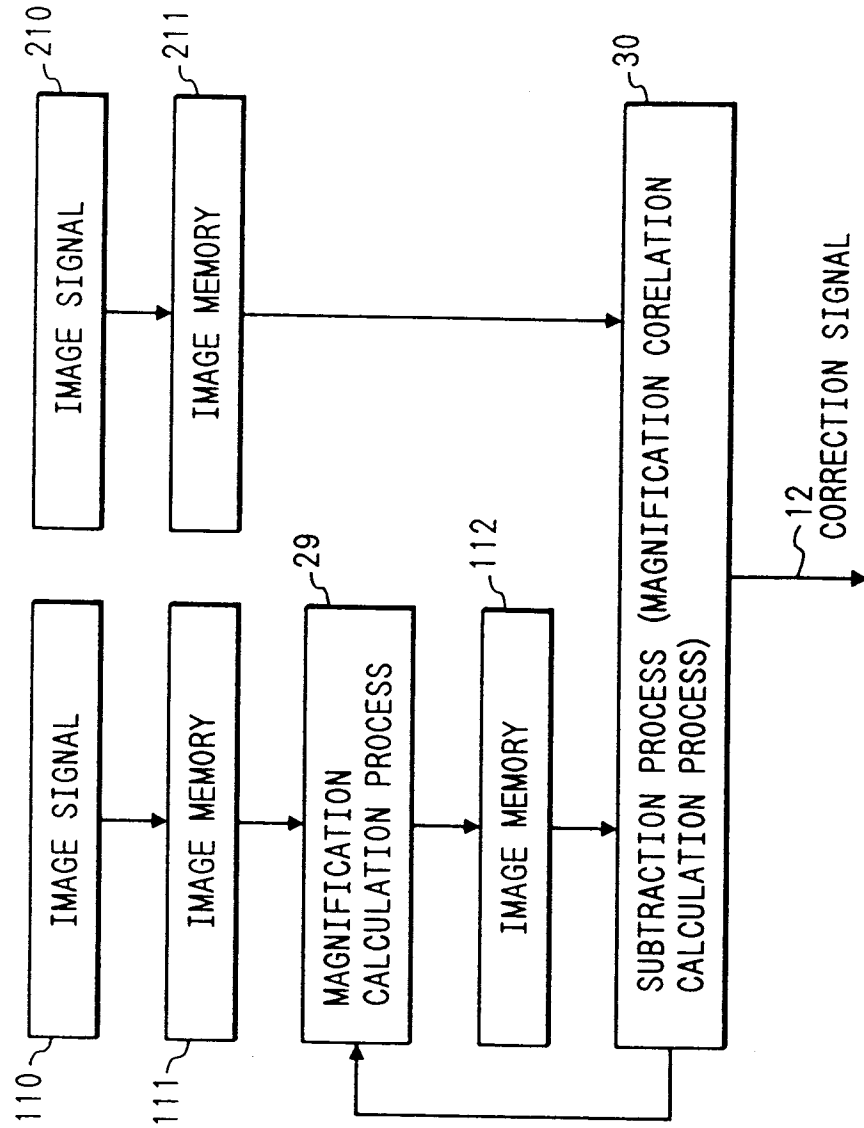 110
IMAGE SIGNAL
210
IMAGE SIGNAL
111
IMAGE MEMORY
211
IMAGE MEMORY
29
MAGNIFICATION
CALCULATION PROCESS
112
IMAGE MEMORY
30
SUBTRACTION PROCESS (MAGNIFICATION CORELATION
CALCULATION PROCESS)
12
CORRECTION SIGNAL